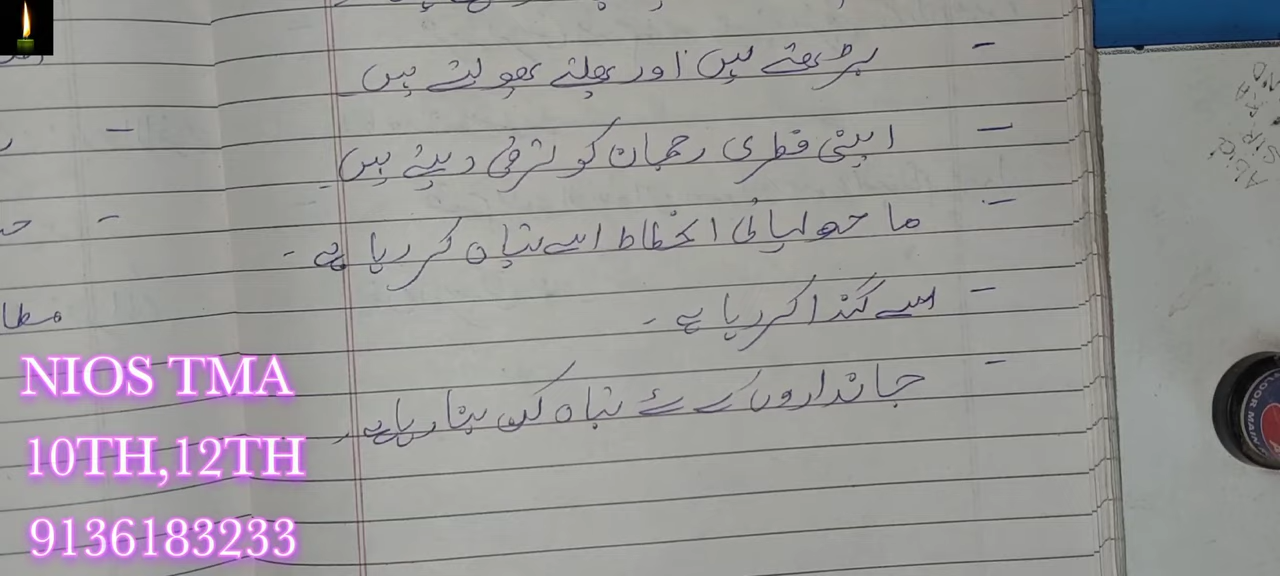 - بڑھتے ہیں اور پھلتے پھولتے ہیں
- اپنی فطری رجحان کو ترقی دیتے ہیں۔
- ماحولیاتی انحطاط اسے تباہ کر رہا ہے۔
- اسے گندا کر رہا ہے۔
- جانداروں کے لئے تباہ کن بنا رہا ہے۔
مطا
NIOS TMA
10TH,12TH
9136183233